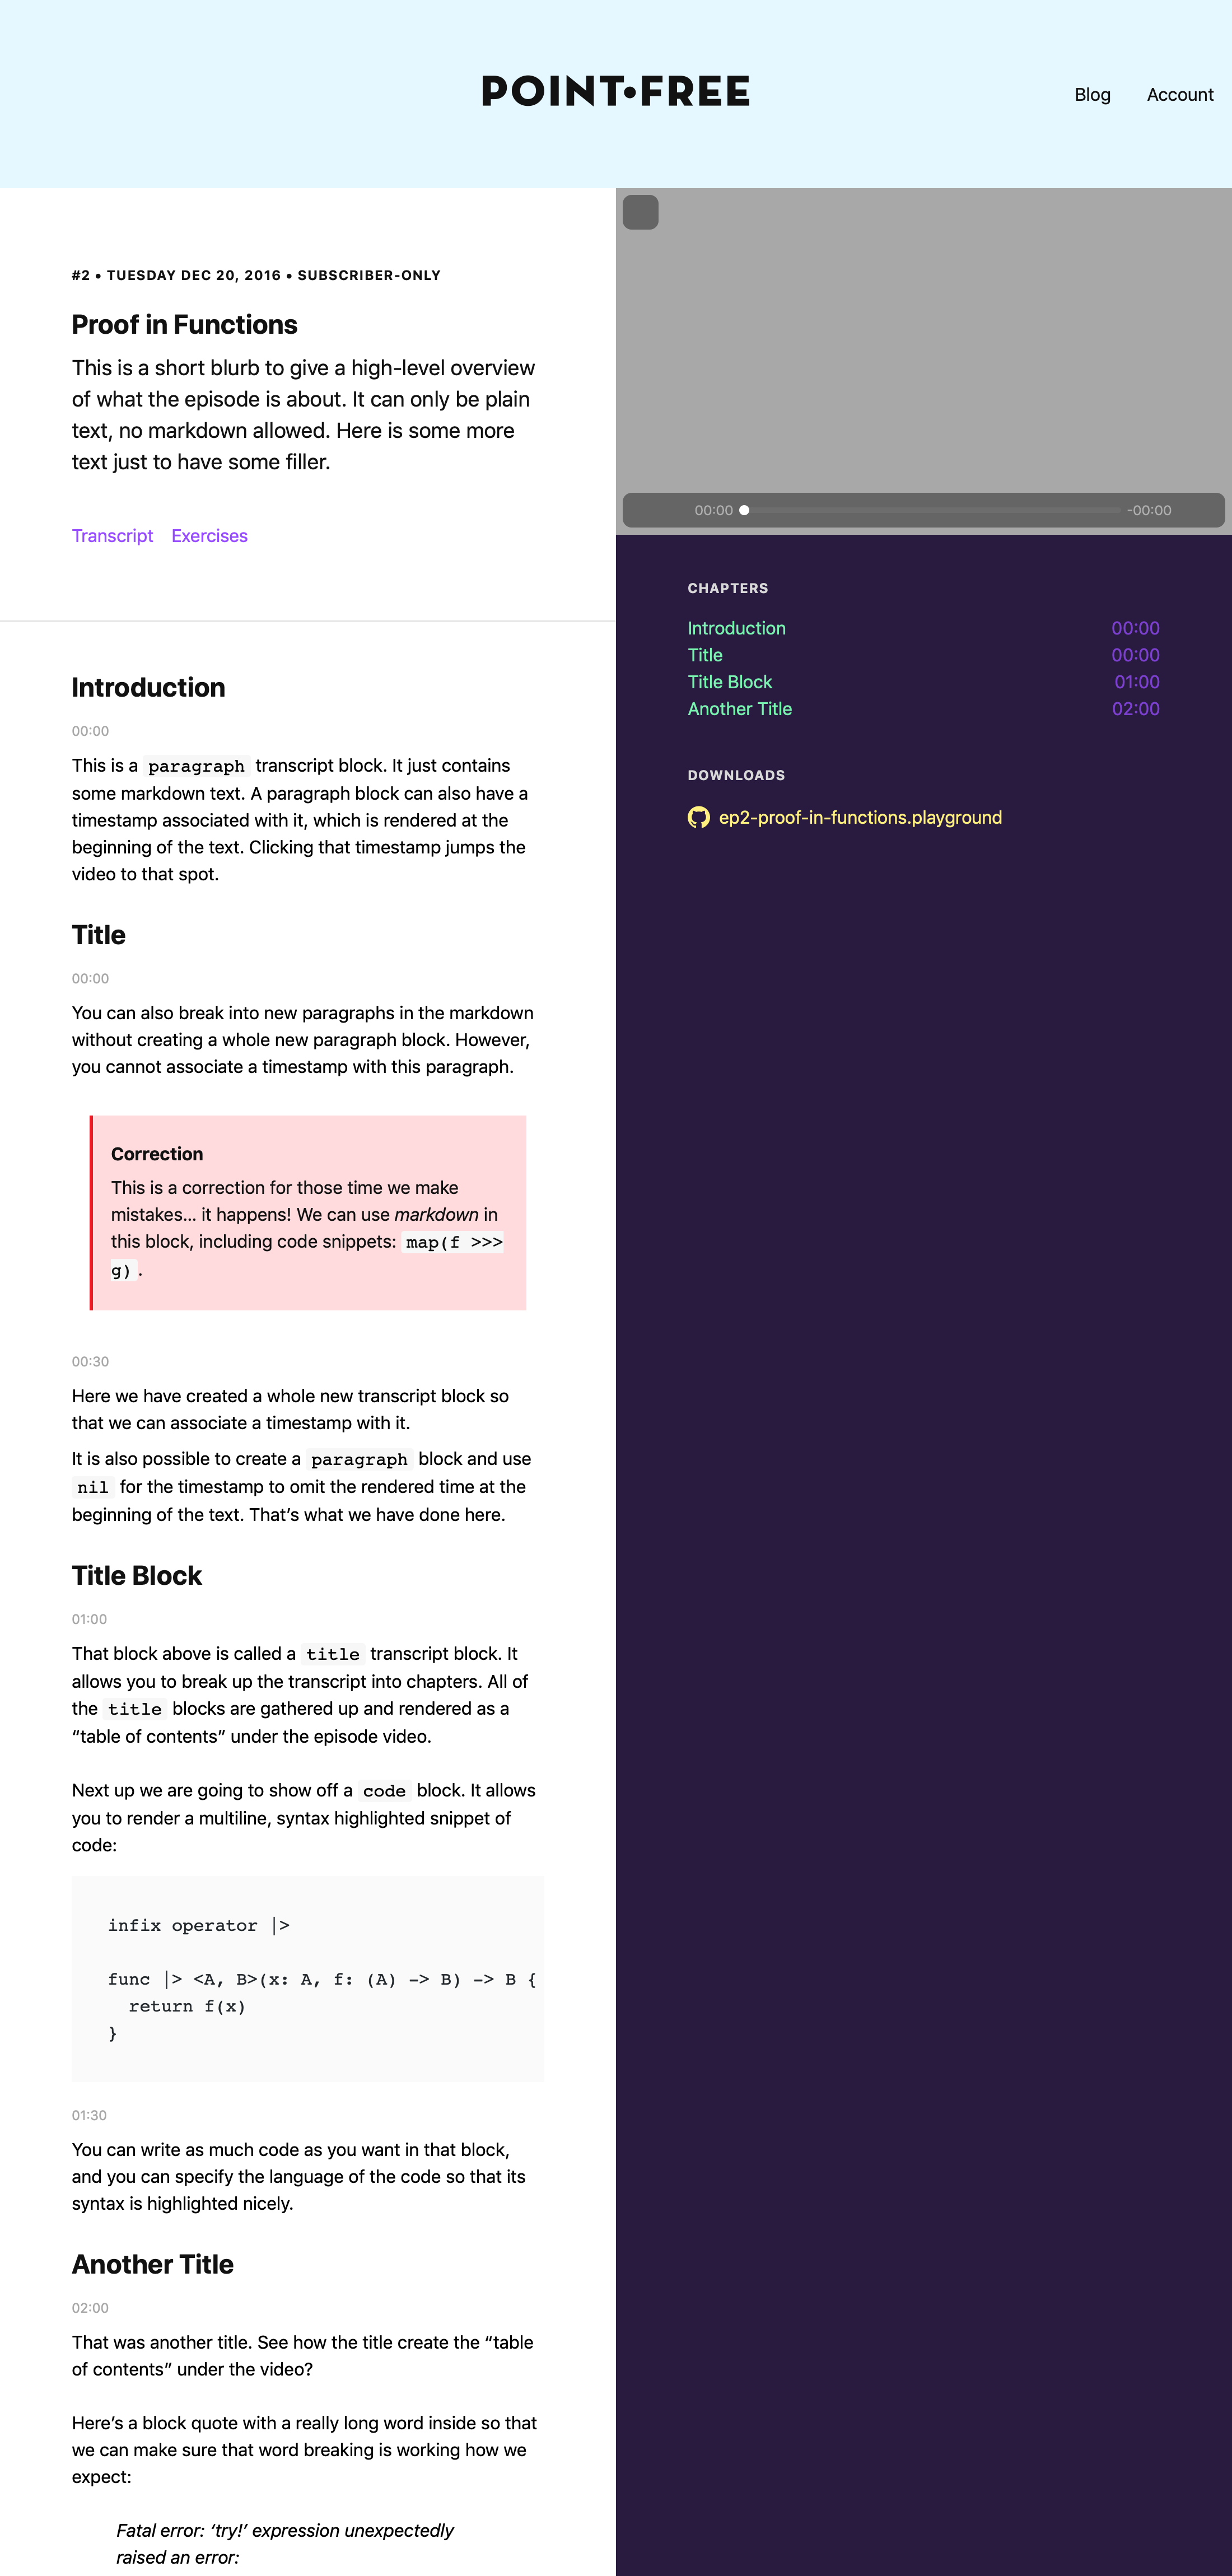 POINT•FREE
Blog Account
#2 • TUESDAY DEC 20, 2016 • SUBSCRIBER-ONLY
Proof in Functions
This is a short blurb to give a high-level overview
of what the episode is about. It can only be plain
text, no markdown allowed. Here is some more
text just to have some filler.
Transcript Exercises
Introduction
00:00
This is a paragraph transcript block. It just contains
some markdown text. A paragraph block can also have a
timestamp associated with it, which is rendered at the
beginning of the text. Clicking that timestamp jumps the
video to that spot.
Title
00:00
You can also break into new paragraphs in the markdown
without creating a whole new paragraph block. However,
you cannot associate a timestamp with this paragraph.
Correction
This is a correction for those time we make
mistakes... it happens! We can use markdown in
this block, including code snippets: map(f >>>
g) .
00:30
Here we have created a whole new transcript block so
that we can associate a timestamp with it.
It is also possible to create a paragraph block and use
nil for the timestamp to omit the rendered time at the
beginning of the text. That’s what we have done here.
Title Block
01:00
That block above is called a title transcript block. It
allows you to break up the transcript into chapters. All of
the title blocks are gathered up and rendered as a
“table of contents” under the episode video.
Next up we are going to show off a code block. It allows
you to render a multiline, syntax highlighted snippet of
code:
infix operator |>
func |> <A, B>(x: A, f: (A) -> B) -> B {
return f(x)
}
01:30
You can write as much code as you want in that block,
and you can specify the language of the code so that its
syntax is highlighted nicely.
Another Title
02:00
That was another title. See how the title create the “table
of contents” under the video?
Here’s a block quote with a really long word inside so that
we can make sure that word breaking is working how we
expect:
Fatal error: ‘try!’ expression unexpectedly
raised an error:
00:00 -00:00
CHAPTERS
Introduction 00:00
Title 00:00
Title Block 01:00
Another Title 02:00
DOWNLOADS
ep2-proof-in-functions.playground